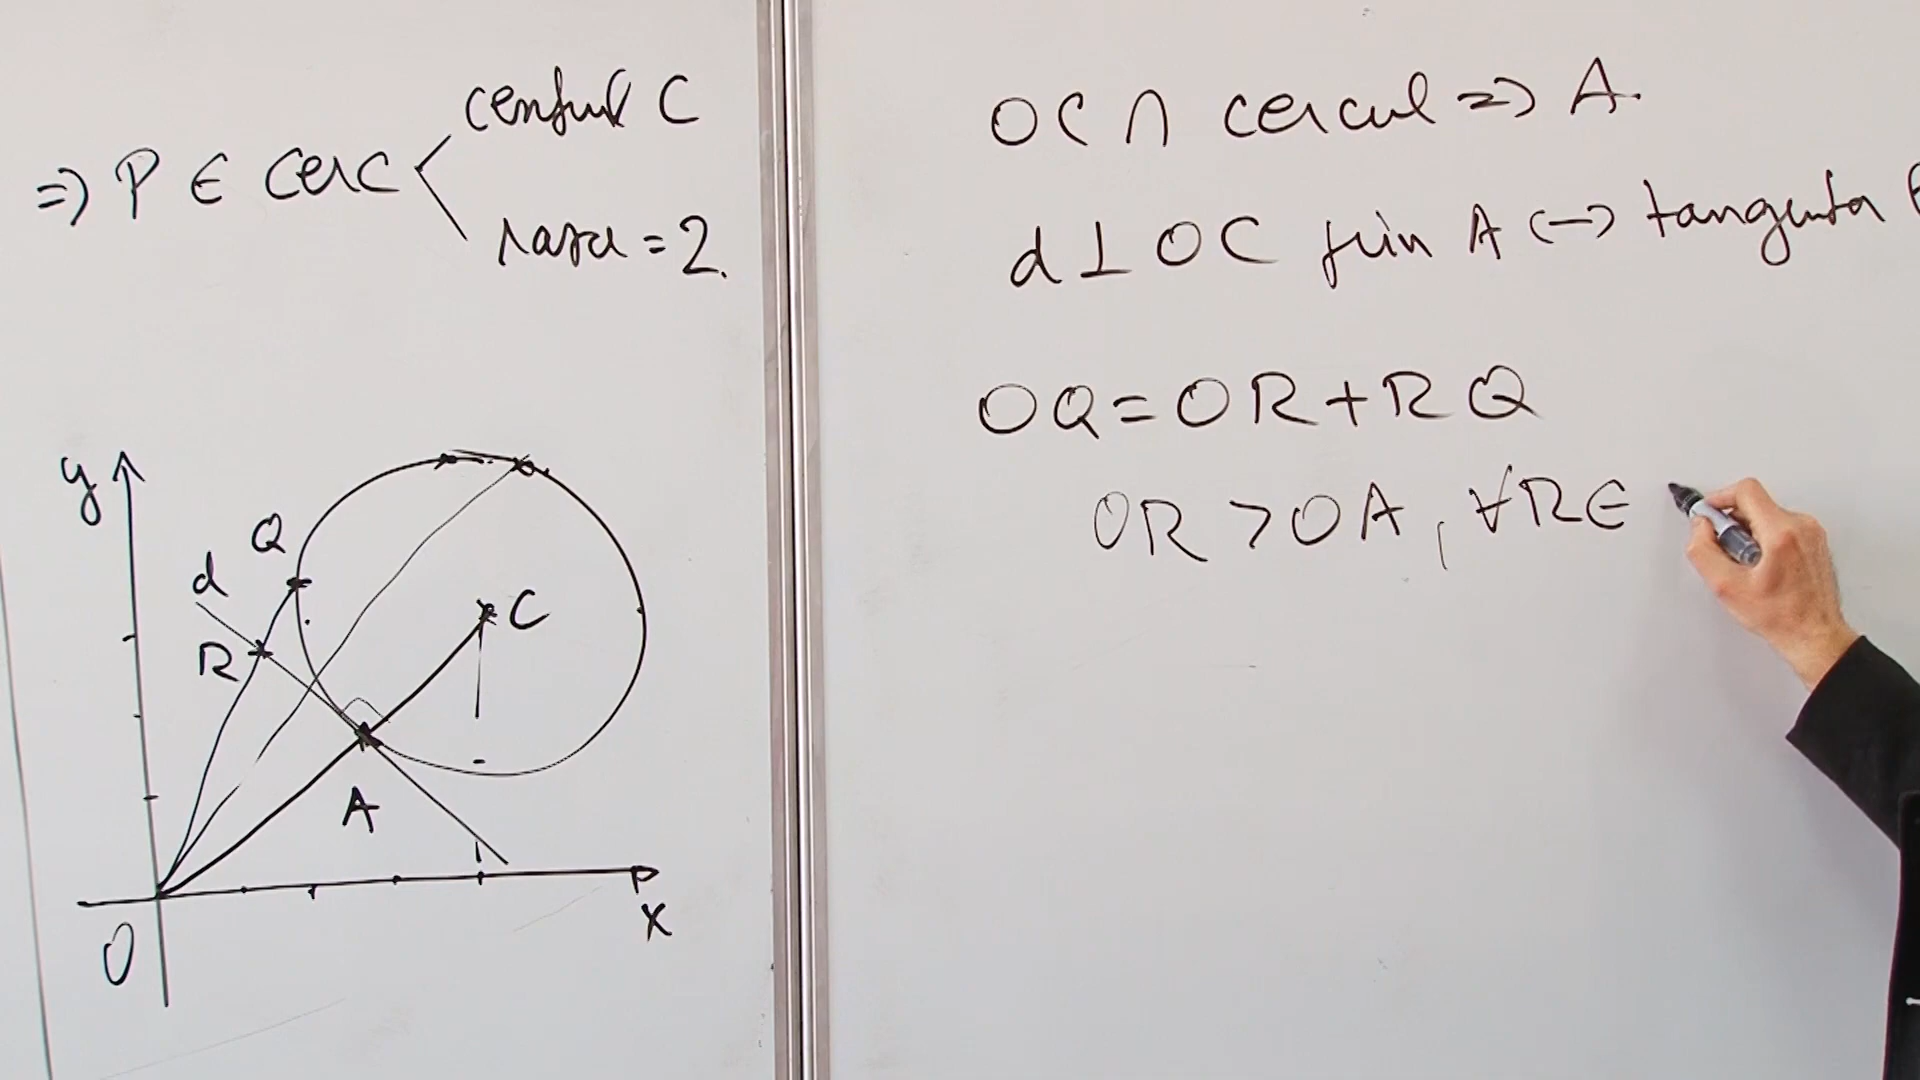 centrul C
=> P ∈ cerc
raza = 2.
y
Q
d
C
R
A
O
x
OC ∩ cercul => A.
d ⊥ OC prin A (→) tangenta
OQ = OR + RQ
OR > OA, ∀R∈